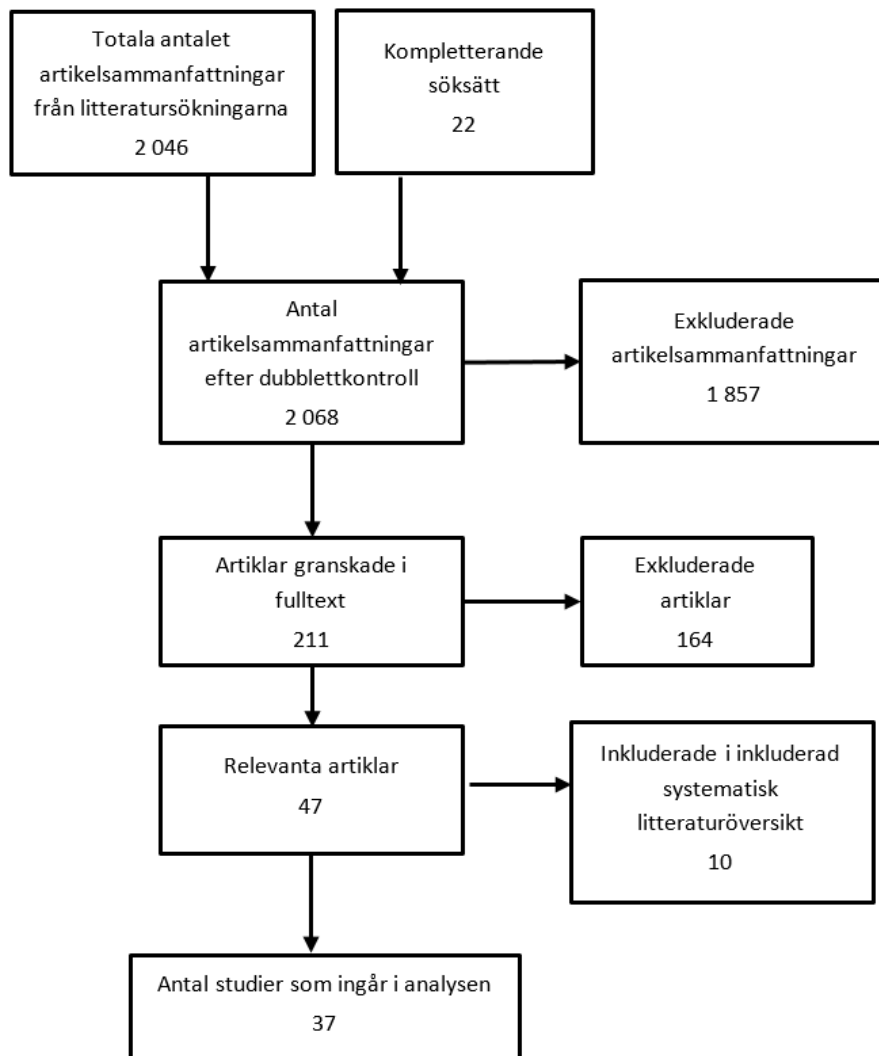 Totala antalet
artikelsammanfattningar
från litteratursökningarna
2 046
Kompletterande
söksätt
22
Antal
artikelsammanfattningar
efter dubblettkontroll
2 068
Exkluderade
artikelsammanfattningar
1 857
Artiklar granskade i
fulltext
211
Exkluderade
artiklar
164
Relevanta artiklar
47
Inkluderade i inkluderad
systematisk
litteraturöversikt
10
Antal studier som ingår i analysen
37